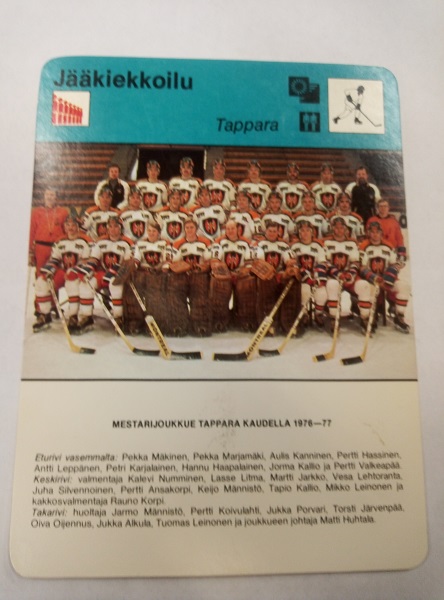 Jääkiekkoilu
Tappara
MESTARIJOUKKUE TAPPARA KAUDELLA 1976—77
Eturivi vasemmalta: Pekka Mäkinen, Pekka Marjamäki, Aulis Kanninen, Pertti Hassinen,
Antti Leppänen, Petri Karjalainen, Hannu Haapalainen, Jorma Kallio ja Pertti Valkeapää.
Keskirivi: valmentaja Kalevi Numminen, Lasse Litma, Martti Jarkko, Vesa Lehtoranta,
Juha Silvennoinen, Pertti Ansakorpi, Keijo Männistö, Tapio Kallio, Mikko Leinonen ja
kakkosvalmentaja Rauno Korpi.
Takarivi: huoltaja Jarmo Männistö, Pertti Koivulahti, Jukka Porvari, Torsti Järvenpää,
Oiva Oijennus, Jukka Alkula, Tuomas Leinonen ja joukkueen johtaja Matti Huhtala.